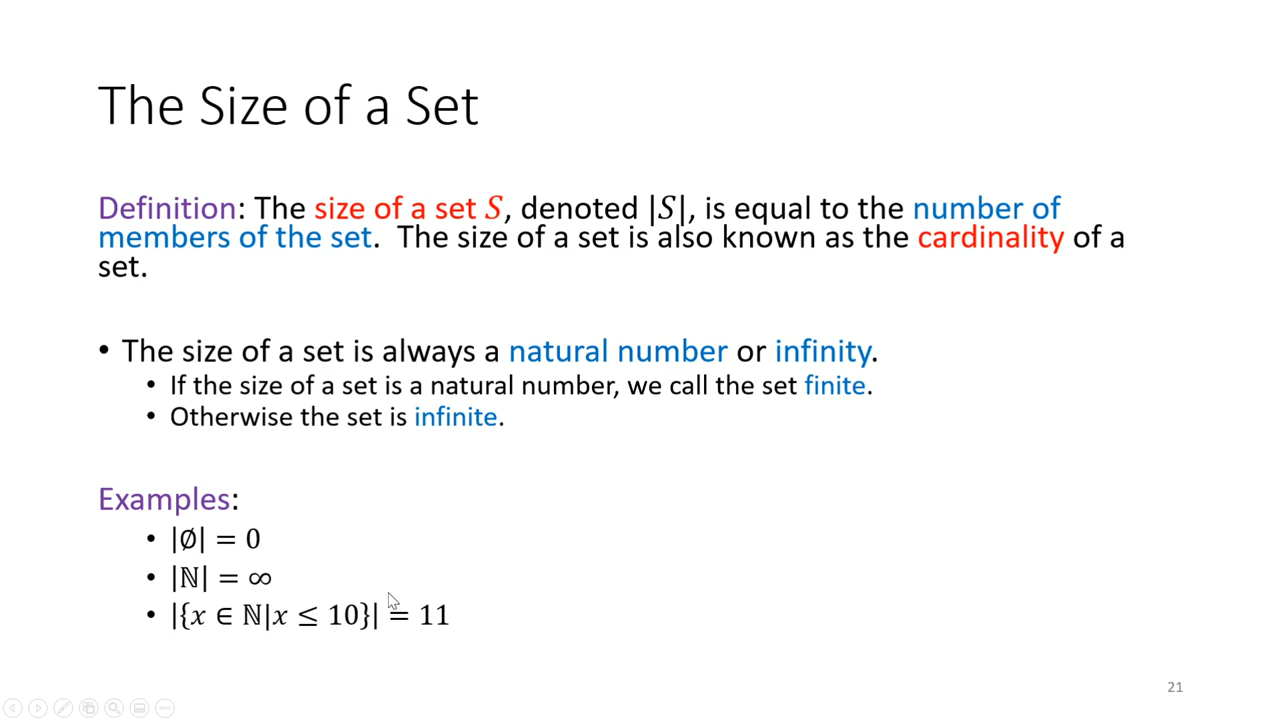 The Size of a Set
Definition: The size of a set S, denoted |S|, is equal to the number of
members of the set.  The size of a set is also known as the cardinality of a
set.
• The size of a set is always a natural number or infinity.
• If the size of a set is a natural number, we call the set finite.
• Otherwise the set is infinite.
Examples:
• |∅| = 0
• |ℕ| = ∞
• |{x ∈ ℕ|x ≤ 10}| = 11
21